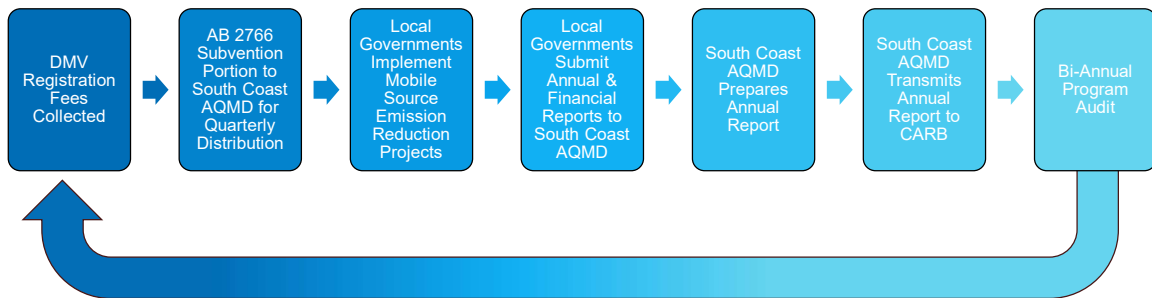 DMV
Registration
Fees
Collected
AB 2766
Subvention
Portion to
South Coast
AQMD for
Quarterly
Distribution
Local
Governments
Implement
Mobile
Source
Emission
Reduction
Projects
Local
Governments
Submit
Annual &
Financial
Reports to
South Coast
AQMD
South Coast
AQMD
Prepares
Annual
Report
South Coast
AQMD
Transmits
Annual
Report to
CARB
Bi-Annual
Program
Audit